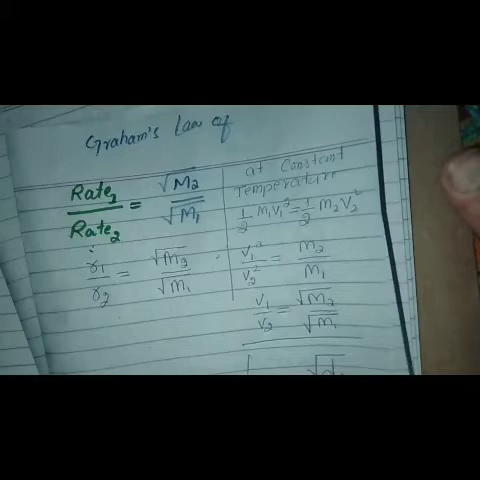 Graham's Law of
Rate₁ / Rate₂ = √M₂ / √M₁
r₁ / r₂ = √M₂ / √M₁
at Constant
Temperature
1/2 m₁v₁² = 1/2 m₂v₂²
v₁² / v₂² = m₂ / m₁
v₁ / v₂ = √m₂ / √m₁
√d